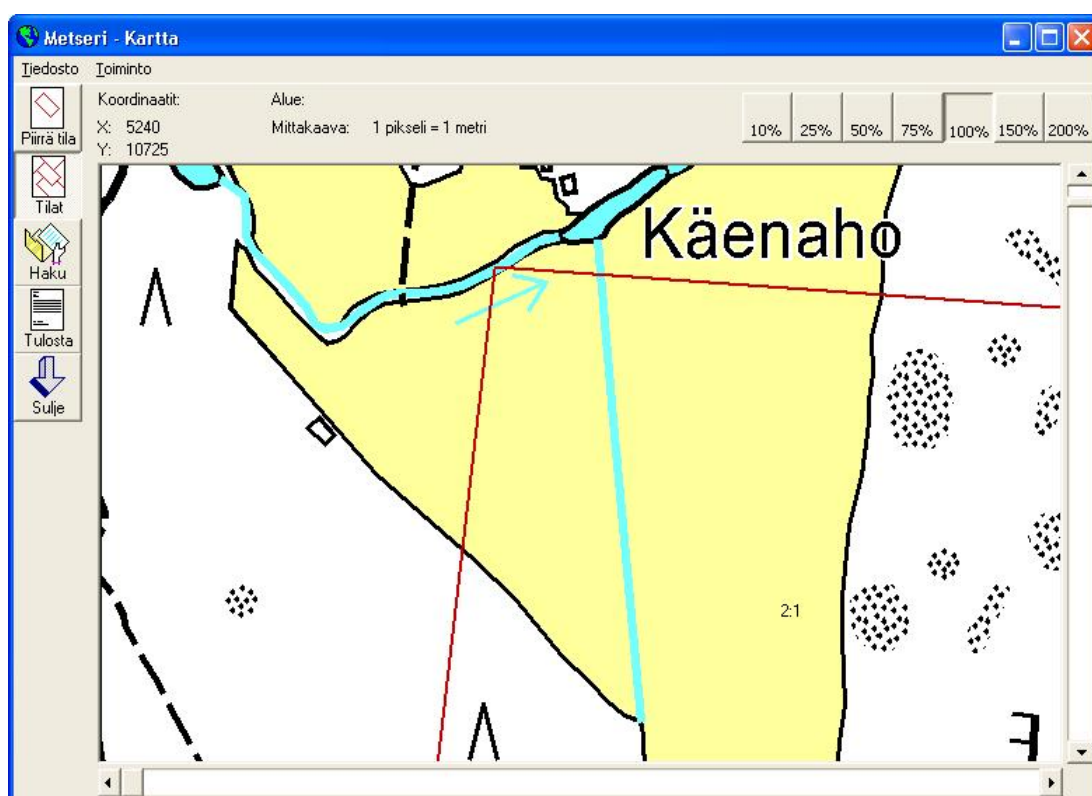 Metseri - Kartta
Tiedosto Toiminto
Piirrä tila
Tilat
Haku
Tulosta
Sulje
Koordinaatit:
X: 5240
Y: 10725
Alue:
Mittakaava: 1 pikseli = 1 metri
10% 25% 50% 75% 100% 150% 200%
Käenaho
2:1